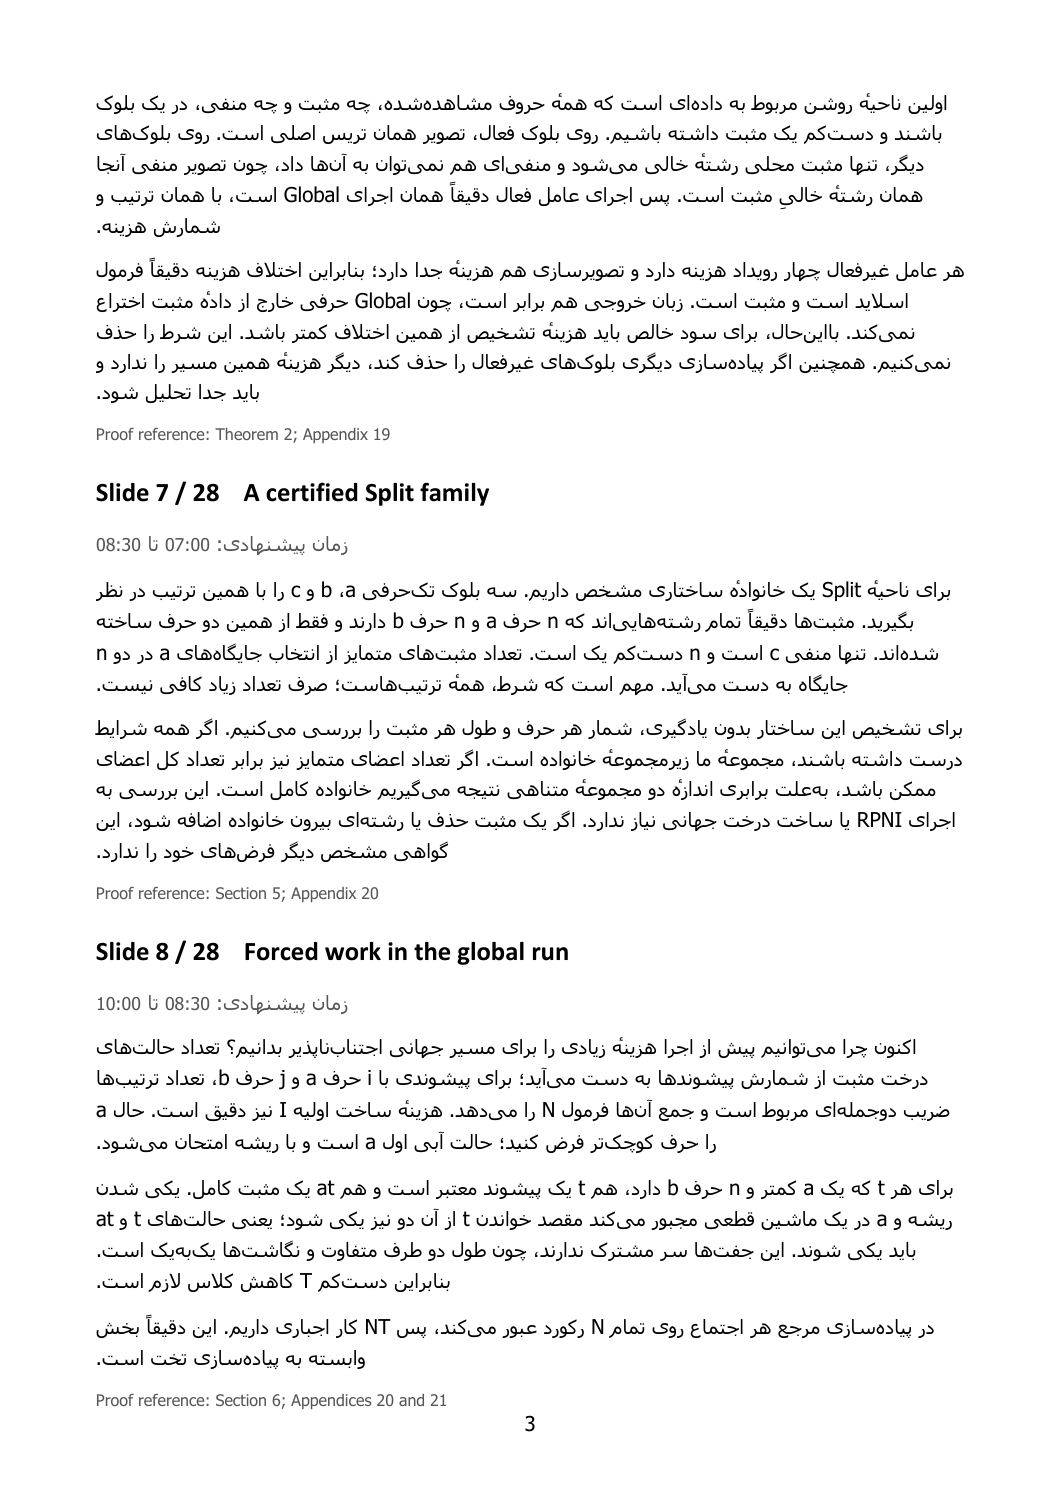 اولین ناحیهٔ روشن مربوط به داده‌ای است که همهٔ حروف مشاهده‌شده، چه مثبت و چه منفی، در یک بلوک
باشند و دست‌کم یک مثبت داشته باشیم. روی بلوک فعال، تصویر همان تریس اصلی است. روی بلوک‌های
دیگر، تنها مثبت محلی رشتهٔ خالی می‌شود و منفی‌ای هم نمی‌توان به آن‌ها داد، چون تصویر منفی آنجا
همان رشتهٔ خالیِ مثبت است. پس اجرای عامل فعال دقیقاً همان اجرای Global است، با همان ترتیب و
شمارش هزینه.
هر عامل غیرفعال چهار رویداد هزینه دارد و تصویرسازی هم هزینهٔ جدا دارد؛ بنابراین اختلاف هزینه دقیقاً فرمول
اسلاید است و مثبت است. زبان خروجی هم برابر است، چون Global حرفی خارج از دادهٔ مثبت اختراع
نمی‌کند. بااین‌حال، برای سود خالص باید هزینهٔ تشخیص از همین اختلاف کمتر باشد. این شرط را حذف
نمی‌کنیم. همچنین اگر پیاده‌سازی دیگری بلوک‌های غیرفعال را حذف کند، دیگر هزینهٔ همین مسیر را ندارد و
باید جدا تحلیل شود.
Proof reference: Theorem 2; Appendix 19
Slide 7 / 28 A certified Split family
زمان پیشنهادی: 07:00 تا 08:30
برای ناحیهٔ Split یک خانوادهٔ ساختاری مشخص داریم. سه بلوک تک‌حرفی a، b و c را با همین ترتیب در نظر
بگیرید. مثبت‌ها دقیقاً تمام رشته‌هایی‌اند که n حرف a و n حرف b دارند و فقط از همین دو حرف ساخته
شده‌اند. تنها منفی c است و n دست‌کم یک است. تعداد مثبت‌های متمایز از انتخاب جایگاه‌های a در دو n
جایگاه به دست می‌آید. مهم است که شرط، همهٔ ترتیب‌هاست؛ صرف تعداد زیاد کافی نیست.
برای تشخیص این ساختار بدون یادگیری، شمار هر حرف و طول هر مثبت را بررسی می‌کنیم. اگر همه شرایط
درست داشته باشند، مجموعهٔ ما زیرمجموعهٔ خانواده است. اگر تعداد اعضای متمایز نیز برابر تعداد کل اعضای
ممکن باشد، به‌علت برابری اندازهٔ دو مجموعهٔ متناهی نتیجه می‌گیریم خانواده کامل است. این بررسی به
اجرای RPNI یا ساخت درخت جهانی نیاز ندارد. اگر یک مثبت حذف یا رشته‌ای بیرون خانواده اضافه شود، این
گواهی مشخص دیگر فرض‌های خود را ندارد.
Proof reference: Section 5; Appendix 20
Slide 8 / 28 Forced work in the global run
زمان پیشنهادی: 08:30 تا 10:00
اکنون چرا می‌توانیم پیش از اجرا هزینهٔ زیادی را برای مسیر جهانی اجتناب‌ناپذیر بدانیم؟ تعداد حالت‌های
درخت مثبت از شمارش پیشوندها به دست می‌آید؛ برای پیشوندی با i حرف a و j حرف b، تعداد ترتیب‌ها
ضریب دوجمله‌ای مربوط است و جمع آن‌ها فرمول N را می‌دهد. هزینهٔ ساخت اولیه I نیز دقیق است. حال a
را حرف کوچک‌تر فرض کنید؛ حالت آبی اول a است و با ریشه امتحان می‌شود.
برای هر t که یک a کمتر و n حرف b دارد، هم t یک پیشوند معتبر است و هم at یک مثبت کامل. یکی شدن
ریشه و a در یک ماشین قطعی مجبور می‌کند مقصد خواندن t از آن دو نیز یکی شود؛ یعنی حالت‌های t و at
باید یکی شوند. این جفت‌ها سر مشترک ندارند، چون طول دو طرف متفاوت و نگاشت‌ها یک‌به‌یک است.
بنابراین دست‌کم T کاهش کلاس لازم است.
در پیاده‌سازی مرجع هر اجتماع روی تمام N رکورد عبور می‌کند، پس NT کار اجباری داریم. این دقیقاً بخش
وابسته به پیاده‌سازی تخت است.
Proof reference: Section 6; Appendices 20 and 21
3